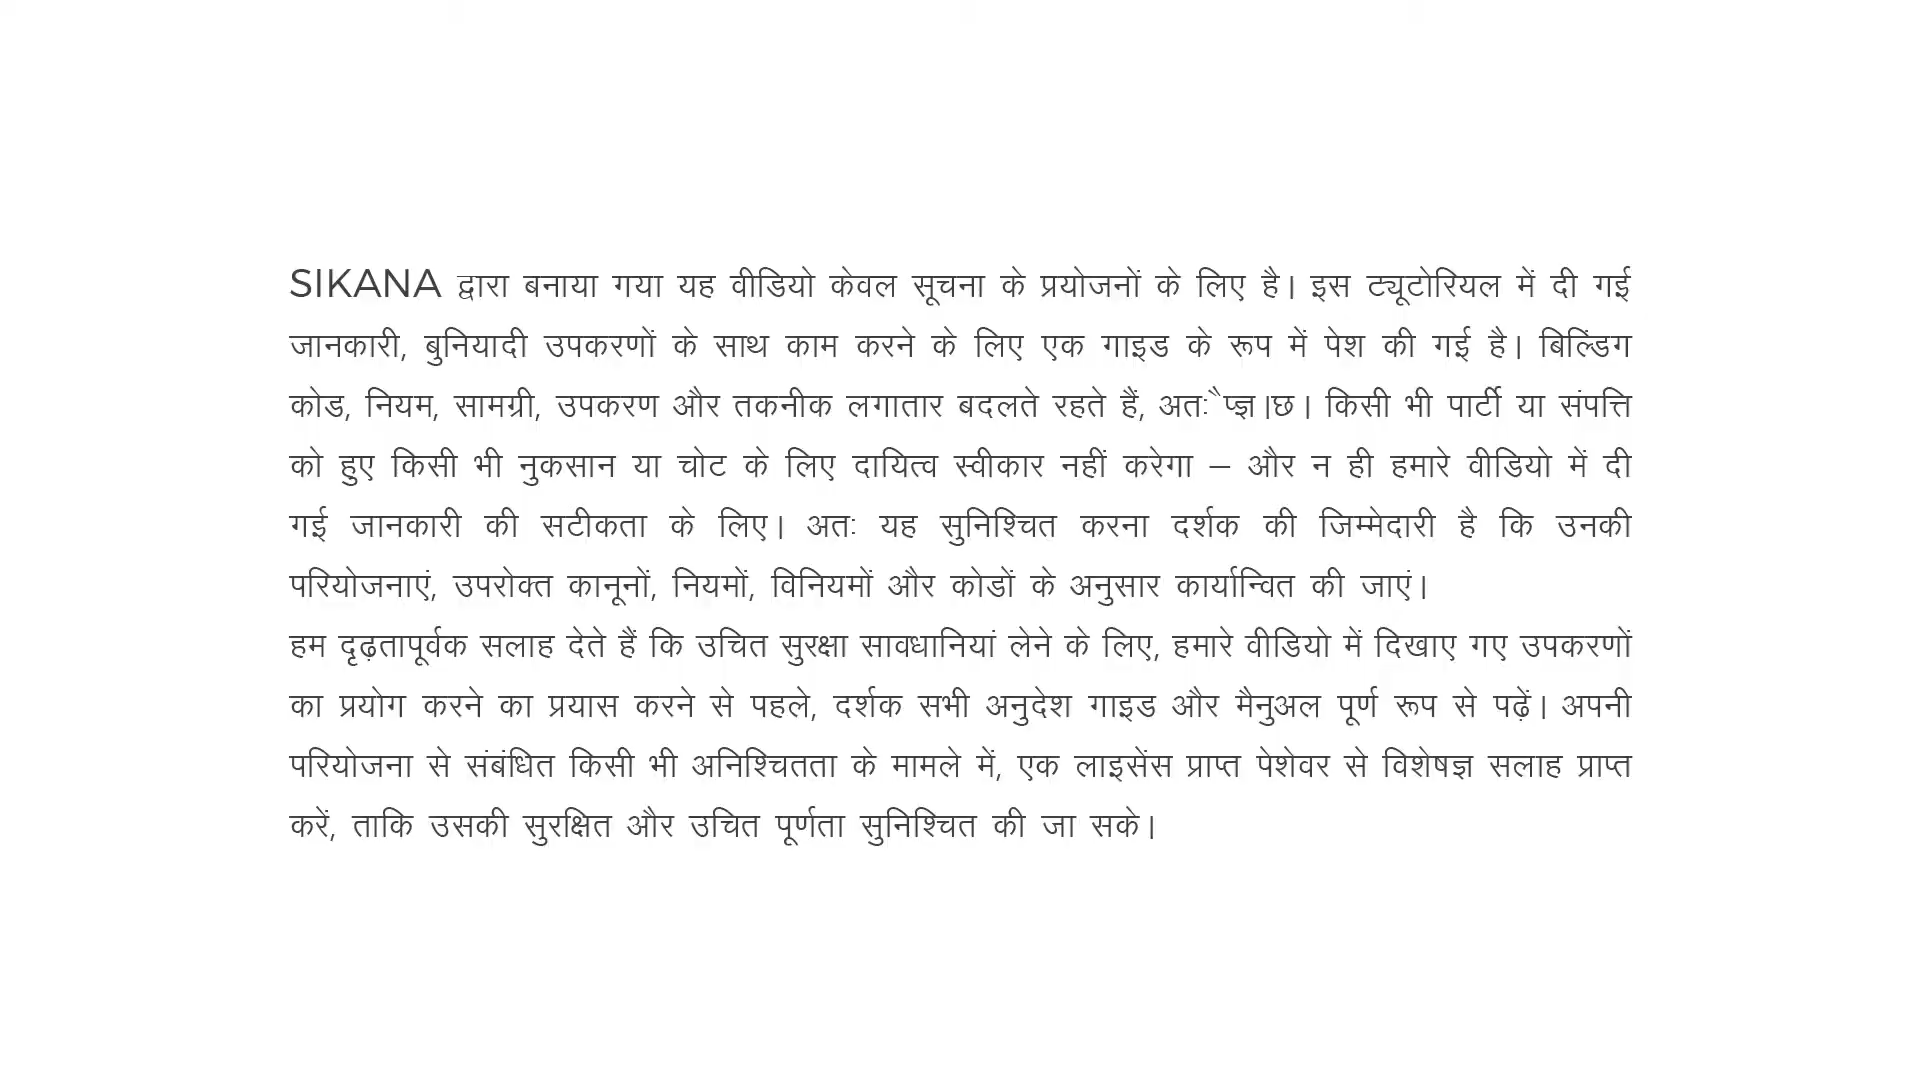 SIKANA द्वारा बनाया गया यह वीडियो केवल सूचना के प्रयोजनों के लिए है। इस ट्यूटोरियल में दी गई
जानकारी, बुनियादी उपकरणों के साथ काम करने के लिए एक गाइड के रूप में पेश की गई है। बिल्डिंग
कोड, नियम, सामग्री, उपकरण और तकनीक लगातार बदलते रहते हैं, अतःैप्ज्ञ।छ। किसी भी पार्टी या संपत्ति
को हुए किसी भी नुकसान या चोट के लिए दायित्व स्वीकार नहीं करेगा – और न ही हमारे वीडियो में दी
गई जानकारी की सटीकता के लिए। अतः यह सुनिश्चित करना दर्शक की जिम्मेदारी है कि उनकी
परियोजनाएं, उपरोक्त कानूनों, नियमों, विनियमों और कोडों के अनुसार कार्यान्वित की जाएं।
हम दृढ़तापूर्वक सलाह देते हैं कि उचित सुरक्षा सावधानियां लेने के लिए, हमारे वीडियो में दिखाए गए उपकरणों
का प्रयोग करने का प्रयास करने से पहले, दर्शक सभी अनुदेश गाइड और मैनुअल पूर्ण रूप से पढ़ें। अपनी
परियोजना से संबंधित किसी भी अनिश्चितता के मामले में, एक लाइसेंस प्राप्त पेशेवर से विशेषज्ञ सलाह प्राप्त
करें, ताकि उसकी सुरक्षित और उचित पूर्णता सुनिश्चित की जा सके।